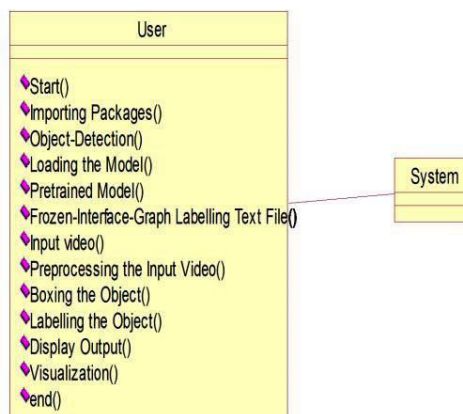 User
Start()
Importing Packages()
Object-Detection()
Loading the Model()
Pretrained Model()
Frozen-Interface-Graph Labelling Text File()
Input video()
Preprocessing the Input Video()
Boxing the Object()
Labelling the Object()
Display Output()
Visualization()
end()
System